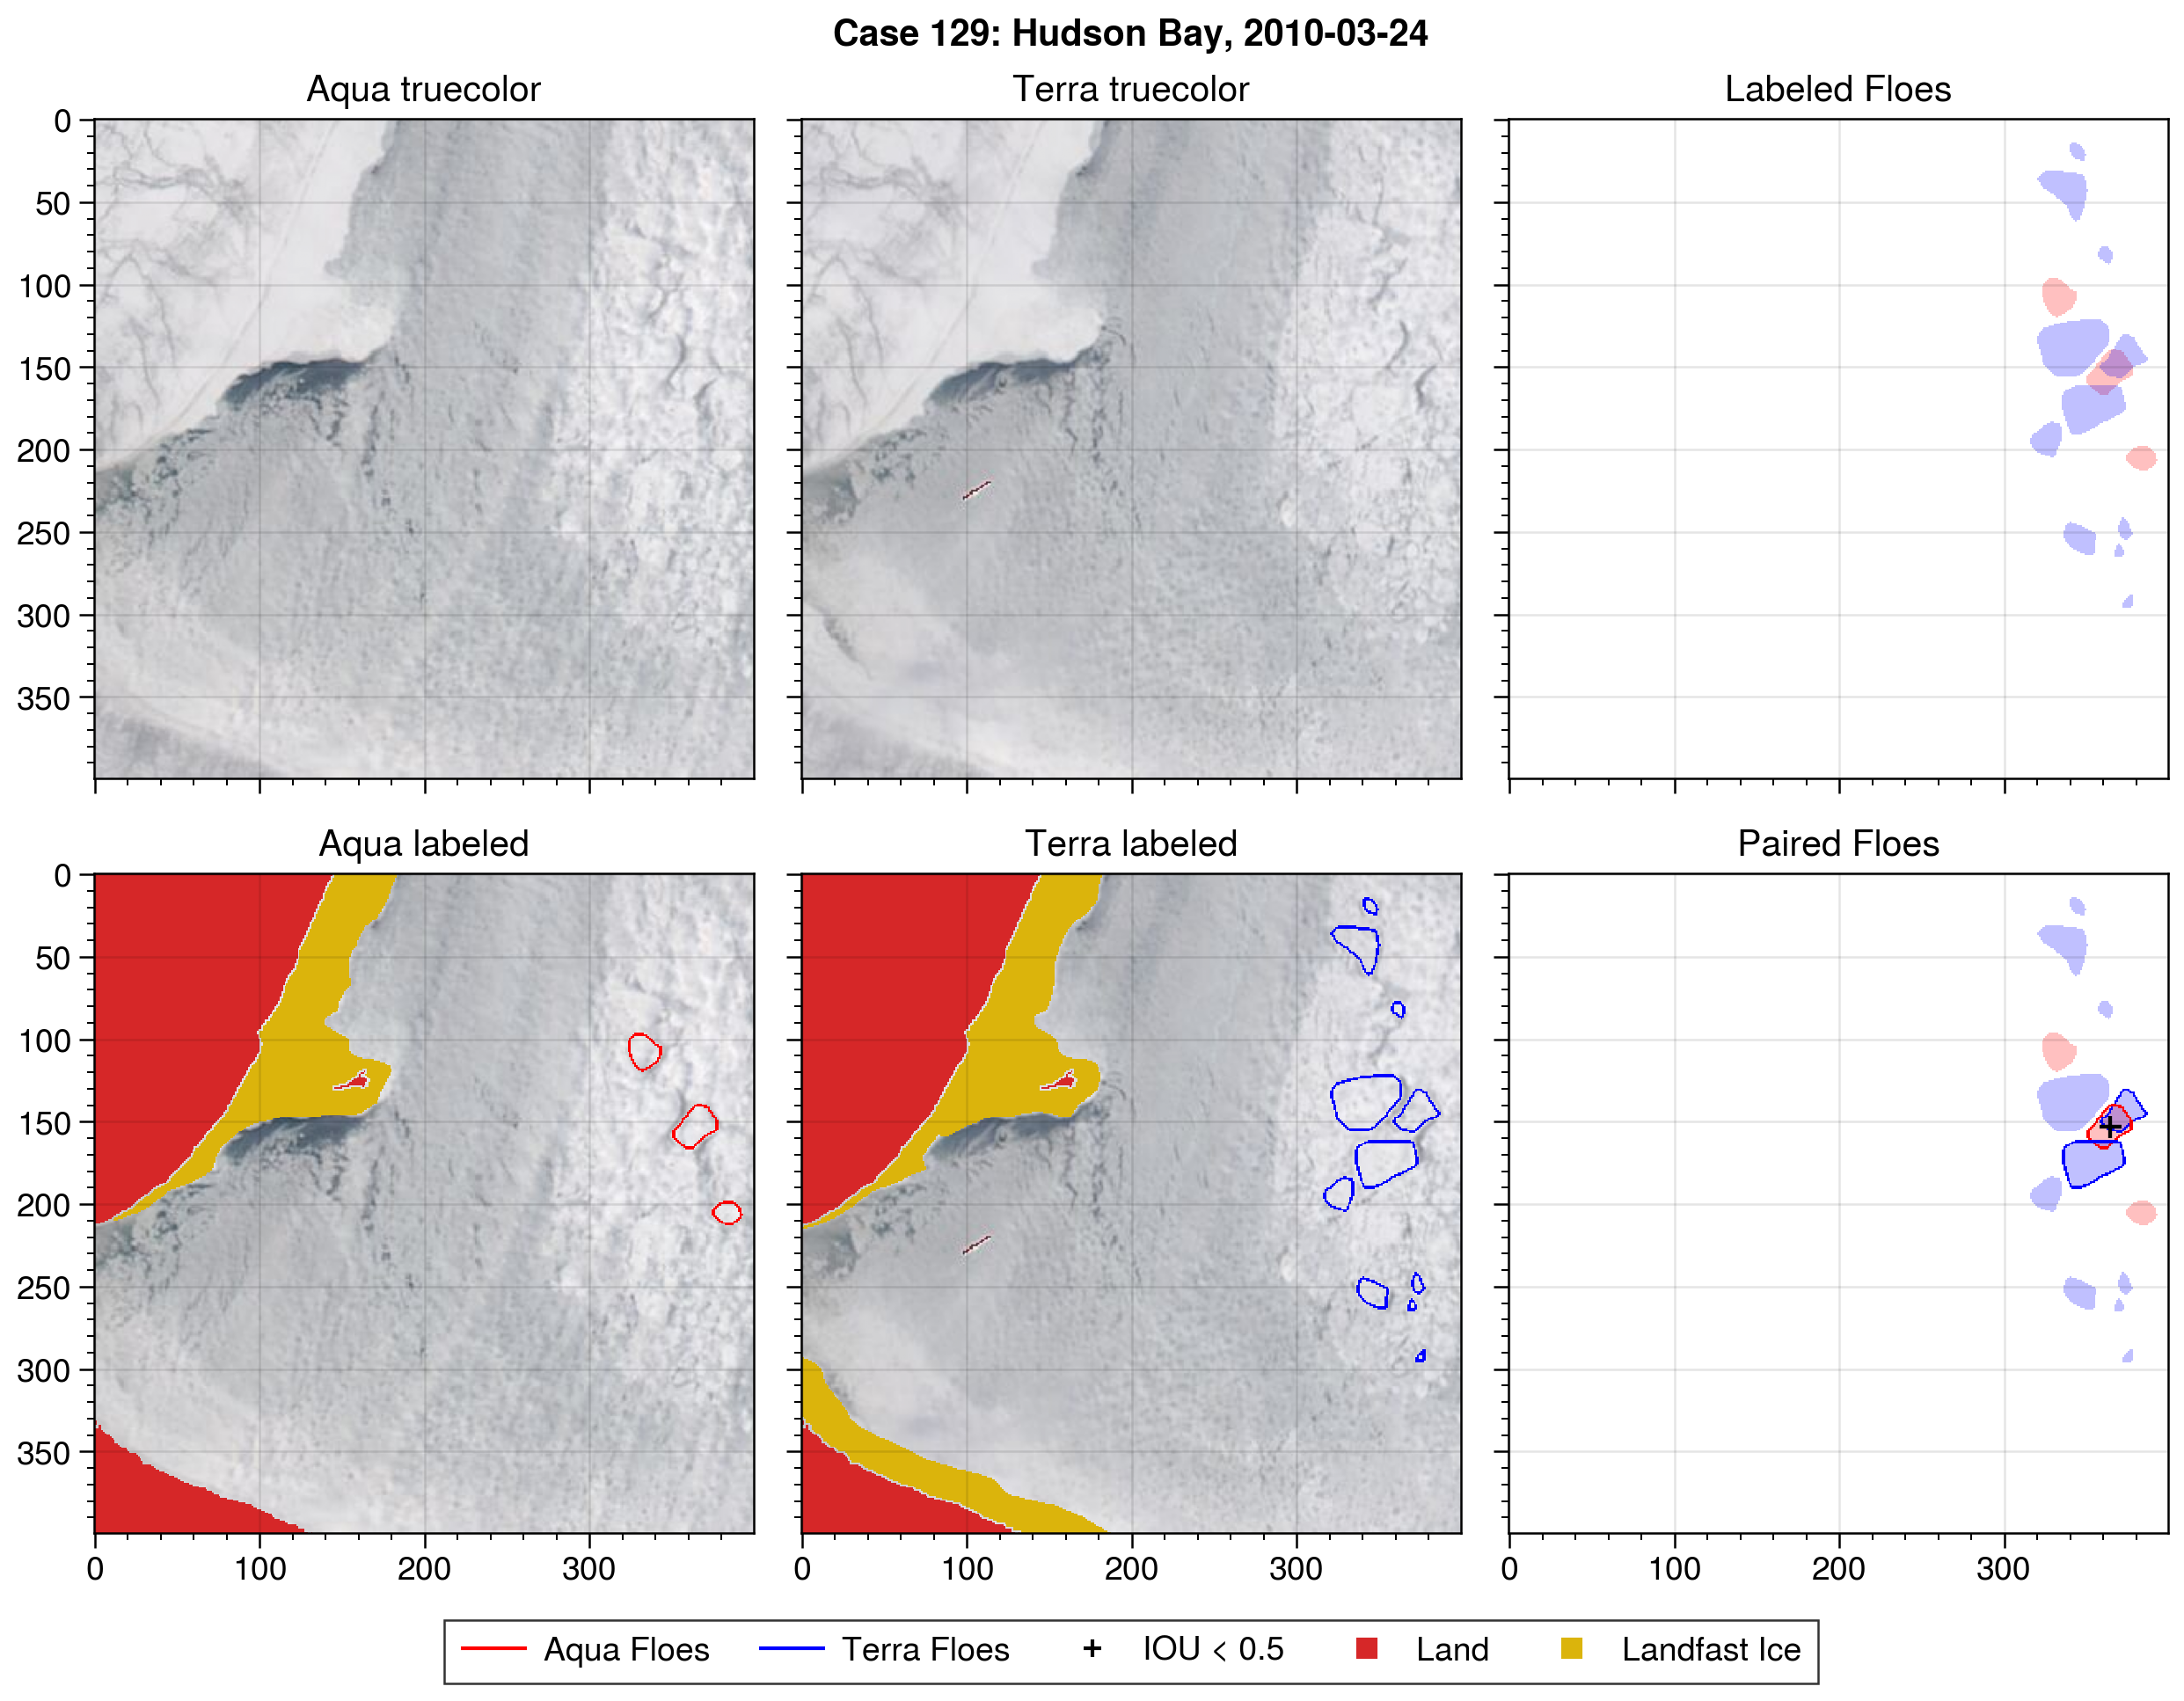 Case 129: Hudson Bay, 2010-03-24
Aqua truecolor
Terra truecolor
Labeled Floes
0
50
100
150
200
250
300
350
Aqua labeled
Terra labeled
Paired Floes
0
50
100
150
200
250
300
350
0 100 200 300
0 100 200 300
0 100 200 300
Aqua Floes
Terra Floes
IOU < 0.5
Land
Landfast Ice